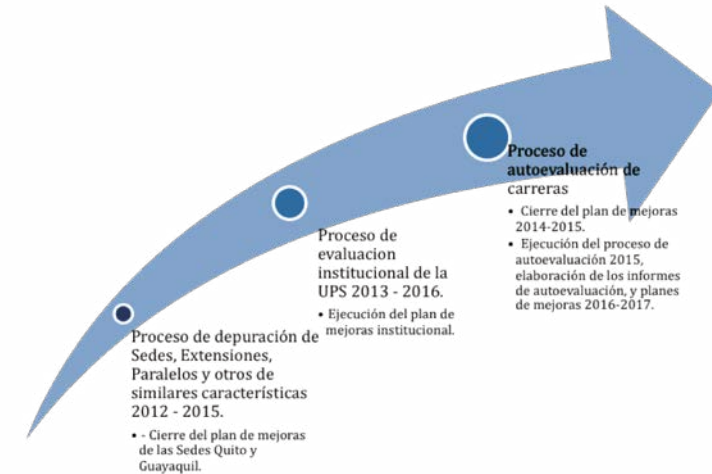 Proceso de depuración de
Sedes, Extensiones,
Paralelos y otros de
similares características
2012 - 2015.
• - Cierre del plan de mejoras
de las Sedes Quito y
Guayaquil.
Proceso de
evaluacion
institucional de la
UPS 2013 - 2016.
• Ejecución del plan de
mejoras institucional.
Proceso de
autoevaluación de
carreras
• Cierre del plan de mejoras
2014-2015.
• Ejecución del proceso de
autoevaluación 2015,
elaboración de los informes
de autoevaluación, y planes
de mejoras 2016-2017.